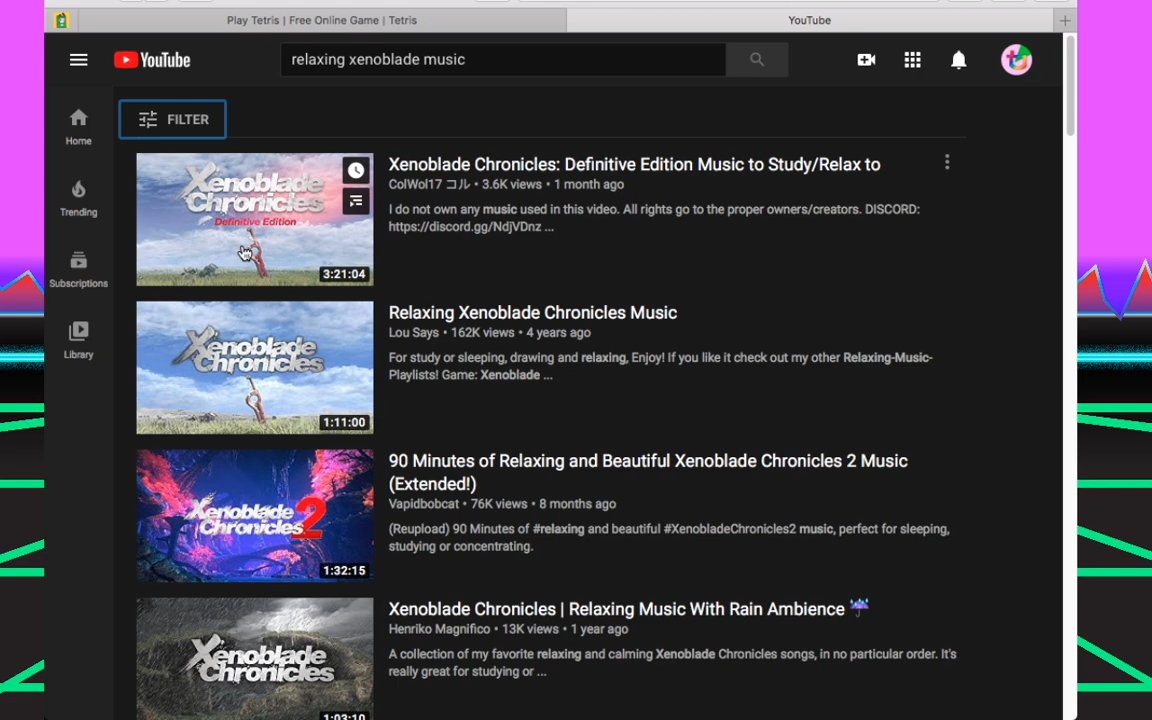 Play Tetris | Free Online Game | Tetris
YouTube
YouTube
relaxing xenoblade music
Home
Trending
Subscriptions
Library
FILTER
Xenoblade Chronicles Definitive Edition
3:21:04
Xenoblade Chronicles: Definitive Edition Music to Study/Relax to
ColWol17 コル • 3.6K views • 1 month ago
I do not own any music used in this video. All rights go to the proper owners/creators. DISCORD:
https://discord.gg/NdjVDnz ...
Xenoblade Chronicles
1:11:00
Relaxing Xenoblade Chronicles Music
Lou Says • 162K views • 4 years ago
For study or sleeping, drawing and relaxing, Enjoy! If you like it check out my other Relaxing-Music-
Playlists! Game: Xenoblade ...
Xenoblade Chronicles 2
1:32:15
90 Minutes of Relaxing and Beautiful Xenoblade Chronicles 2 Music
(Extended!)
Vapidbobcat • 76K views • 8 months ago
(Reupload) 90 Minutes of #relaxing and beautiful #XenobladeChronicles2 music, perfect for sleeping,
studying or concentrating.
Xenoblade Chronicles
1:03:10
Xenoblade Chronicles | Relaxing Music With Rain Ambience ☔
Henriko Magnifico • 13K views • 1 year ago
A collection of my favorite relaxing and calming Xenoblade Chronicles songs, in no particular order. It's
really great for studying or ...